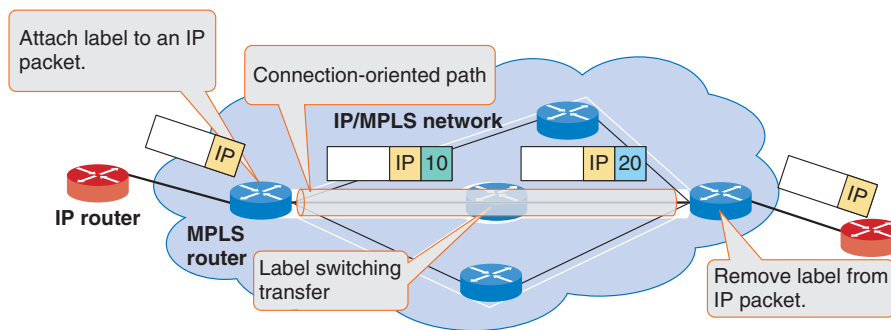 Attach label to an IP
packet.
Connection-oriented path
IP/MPLS network
IP
IP 10
IP 20
IP
IP router
MPLS
router
Label switching
transfer
Remove label from
IP packet.